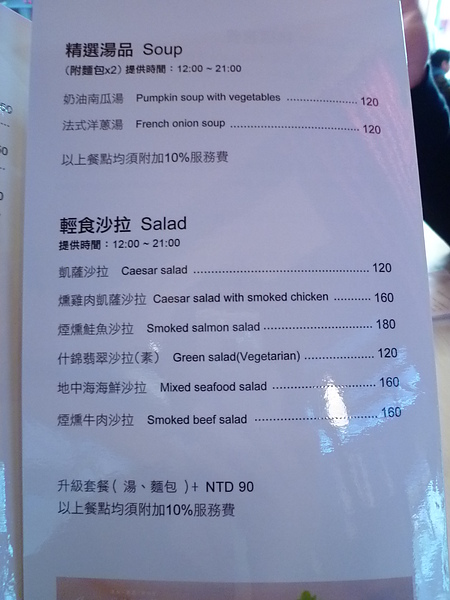 精選湯品 Soup
（附麵包x2）提供時間：12:00 ~ 21:00
奶油南瓜湯 Pumpkin soup with vegetables ........................ 120
法式洋蔥湯 French onion soup ........................................ 120
以上餐點均須附加10%服務費
輕食沙拉 Salad
提供時間：12:00 ~ 21:00
凱薩沙拉 Caesar salad ...................................................... 120
燻雞肉凱薩沙拉 Caesar salad with smoked chicken ........... 160
煙燻鮭魚沙拉 Smoked salmon salad ................................ 180
什錦翡翠沙拉（素） Green salad(Vegetarian) ..................... 120
地中海海鮮沙拉 Mixed seafood salad ................................ 160
煙燻牛肉沙拉 Smoked beef salad ..................................... 160
升級套餐（ 湯、麵包 ）+ NTD 90
以上餐點均須附加10%服務費